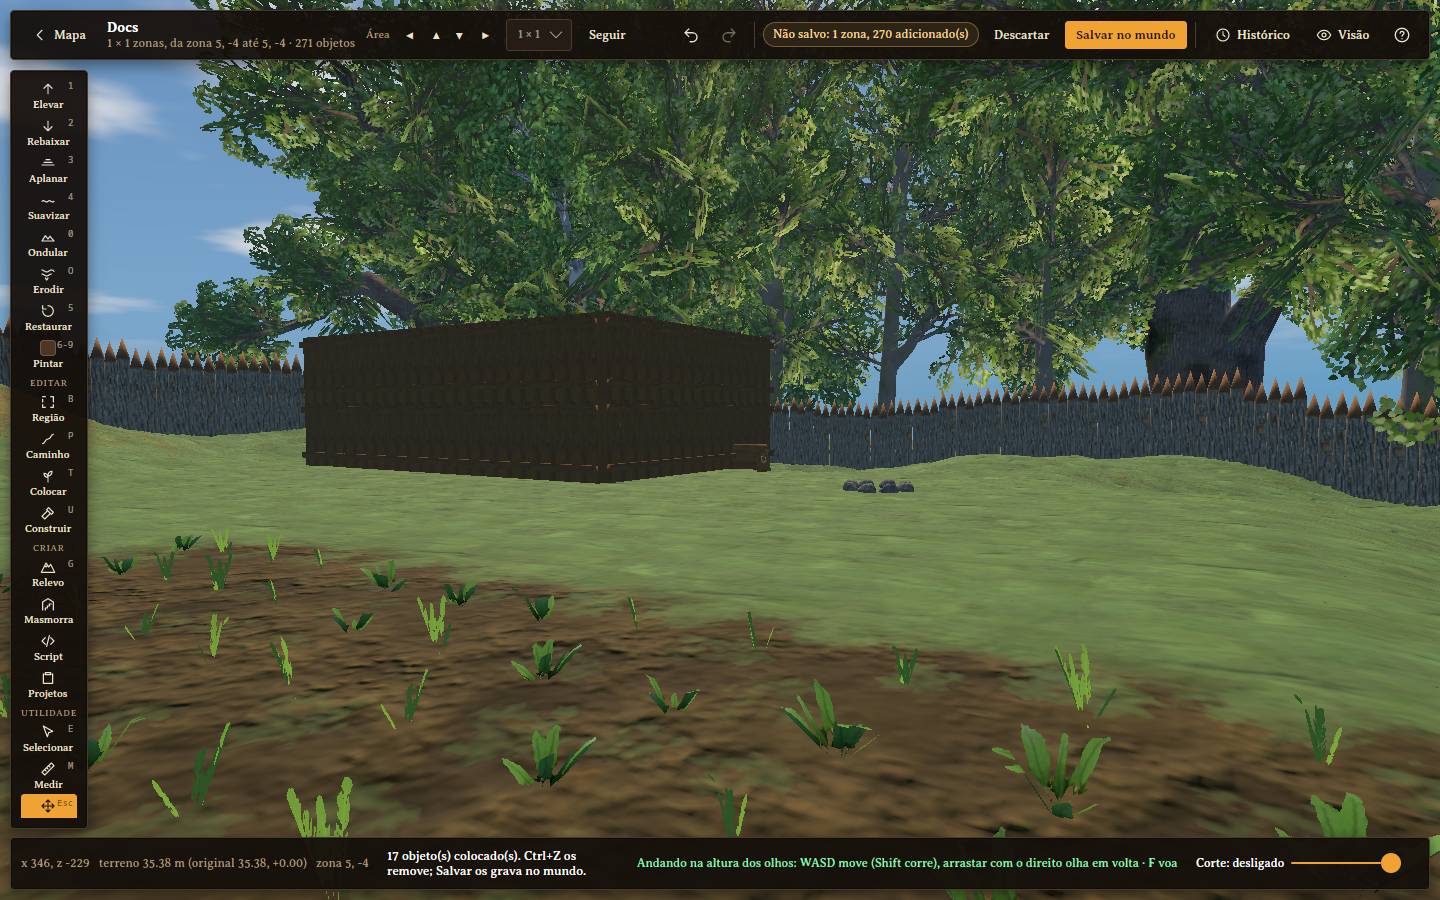 Mapa
Docs
1 × 1 zonas, da zona 5, -4 até 5, -4 · 271 objetos
Área
1 × 1
Seguir
Não salvo: 1 zona, 270 adicionado(s)
Descartar
Salvar no mundo
Histórico
Visão
1
Elevar
2
Rebaixar
3
Aplanar
4
Suavizar
0
Ondular
O
Erodir
5
Restaurar
6-9
Pintar
EDITAR
B
Região
P
Caminho
T
Colocar
U
Construir
CRIAR
G
Relevo
Masmorra
Script
Projetos
UTILIDADE
E
Selecionar
M
Medir
Esc
x 346, z -229 terreno 35.38 m (original 35.38, +0.00) zona 5, -4
17 objeto(s) colocado(s). Ctrl+Z os
remove; Salvar os grava no mundo.
Andando na altura dos olhos: WASD move (Shift corre), arrastar com o direito olha em volta · F voa
Corte: desligado